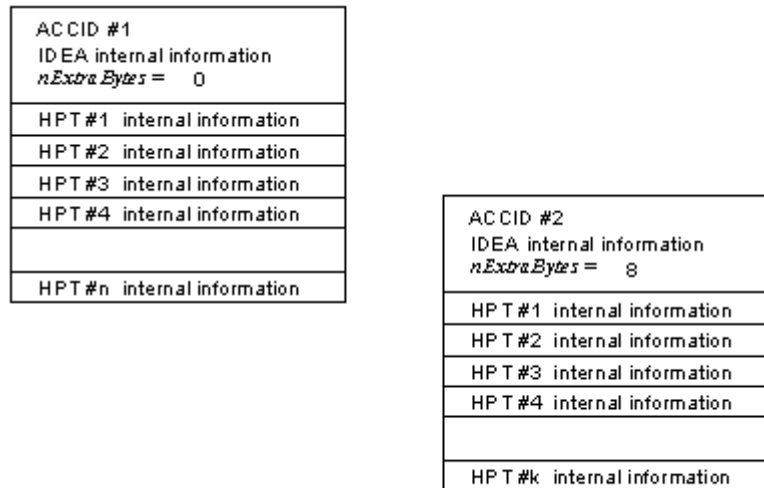 ACCID #1
IDEA internal information
nExtraBytes = 0
HPT#1 internal information
HPT#2 internal information
HPT#3 internal information
HPT#4 internal information
HPT#n internal information
ACCID #2
IDEA internal information
nExtraBytes = 8
HPT#1 internal information
HPT#2 internal information
HPT#3 internal information
HPT#4 internal information
HPT#k internal information